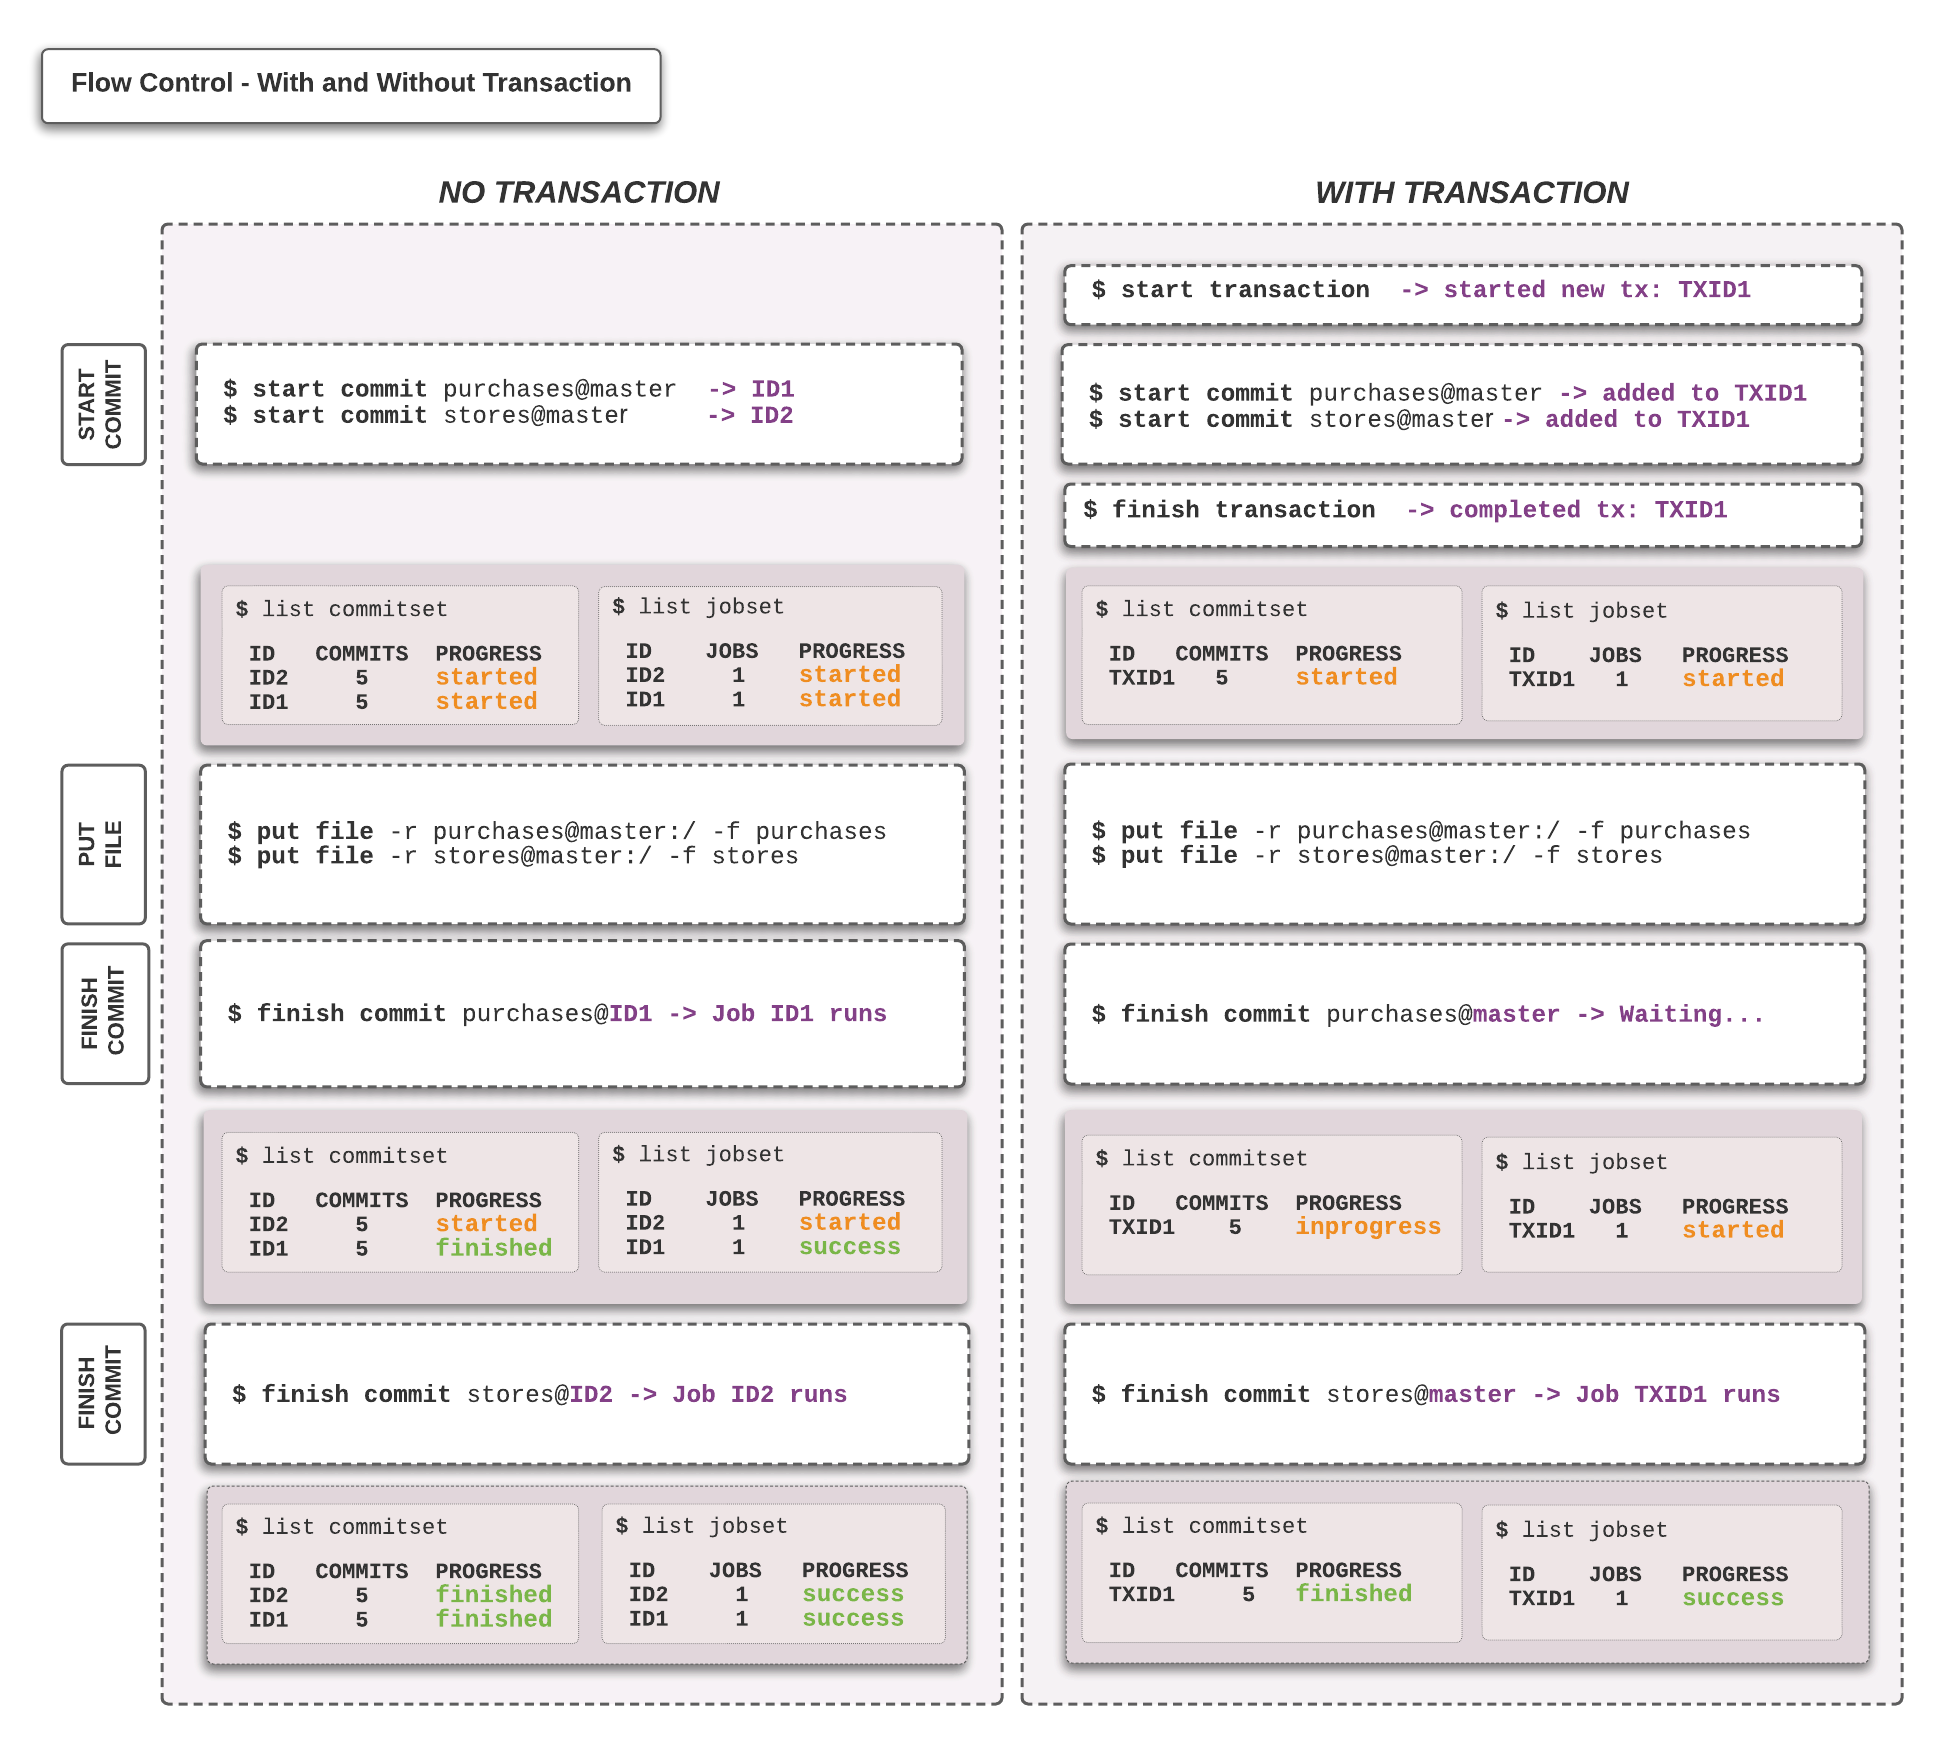 Flow Control - With and Without Transaction
NO TRANSACTION
START
COMMIT
$ start commit purchases@master -> ID1
$ start commit stores@master -> ID2
$ list commitset
ID COMMITS PROGRESS
ID2 5 started
ID1 5 started
$ list jobset
ID JOBS PROGRESS
ID2 1 started
ID1 1 started
PUT
FILE
$ put file -r purchases@master:/ -f purchases
$ put file -r stores@master:/ -f stores
FINISH
COMMIT
$ finish commit purchases@ID1 -> Job ID1 runs
$ list commitset
ID COMMITS PROGRESS
ID2 5 started
ID1 5 finished
$ list jobset
ID JOBS PROGRESS
ID2 1 started
ID1 1 success
FINISH
COMMIT
$ finish commit stores@ID2 -> Job ID2 runs
$ list commitset
ID COMMITS PROGRESS
ID2 5 finished
ID1 5 finished
$ list jobset
ID JOBS PROGRESS
ID2 1 success
ID1 1 success
WITH TRANSACTION
$ start transaction -> started new tx: TXID1
$ start commit purchases@master -> added to TXID1
$ start commit stores@master -> added to TXID1
$ finish transaction -> completed tx: TXID1
$ list commitset
ID COMMITS PROGRESS
TXID1 5 started
$ list jobset
ID JOBS PROGRESS
TXID1 1 started
$ put file -r purchases@master:/ -f purchases
$ put file -r stores@master:/ -f stores
$ finish commit purchases@master -> Waiting...
$ list commitset
ID COMMITS PROGRESS
TXID1 5 inprogress
$ list jobset
ID JOBS PROGRESS
TXID1 1 started
$ finish commit stores@master -> Job TXID1 runs
$ list commitset
ID COMMITS PROGRESS
TXID1 5 finished
$ list jobset
ID JOBS PROGRESS
TXID1 1 success